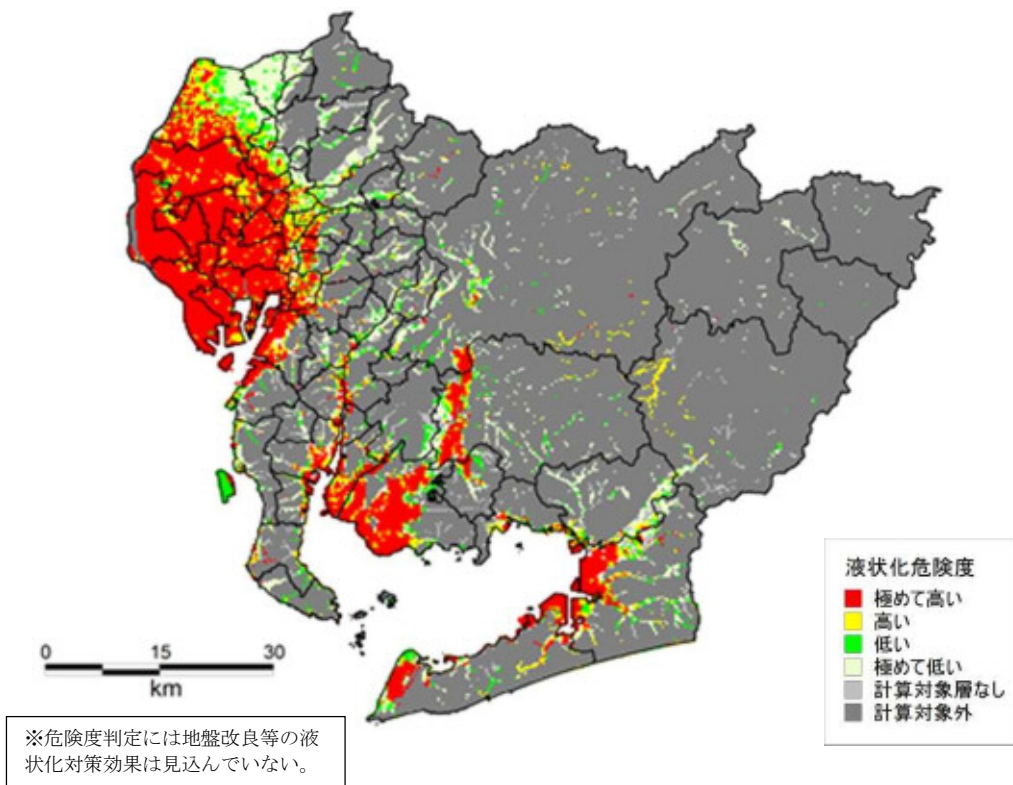 液状化危険度
極めて高い
高い
低い
極めて低い
計算対象層なし
計算対象外
0 15 30
km
※危険度判定には地盤改良等の液
状化対策効果は見込んでいない。